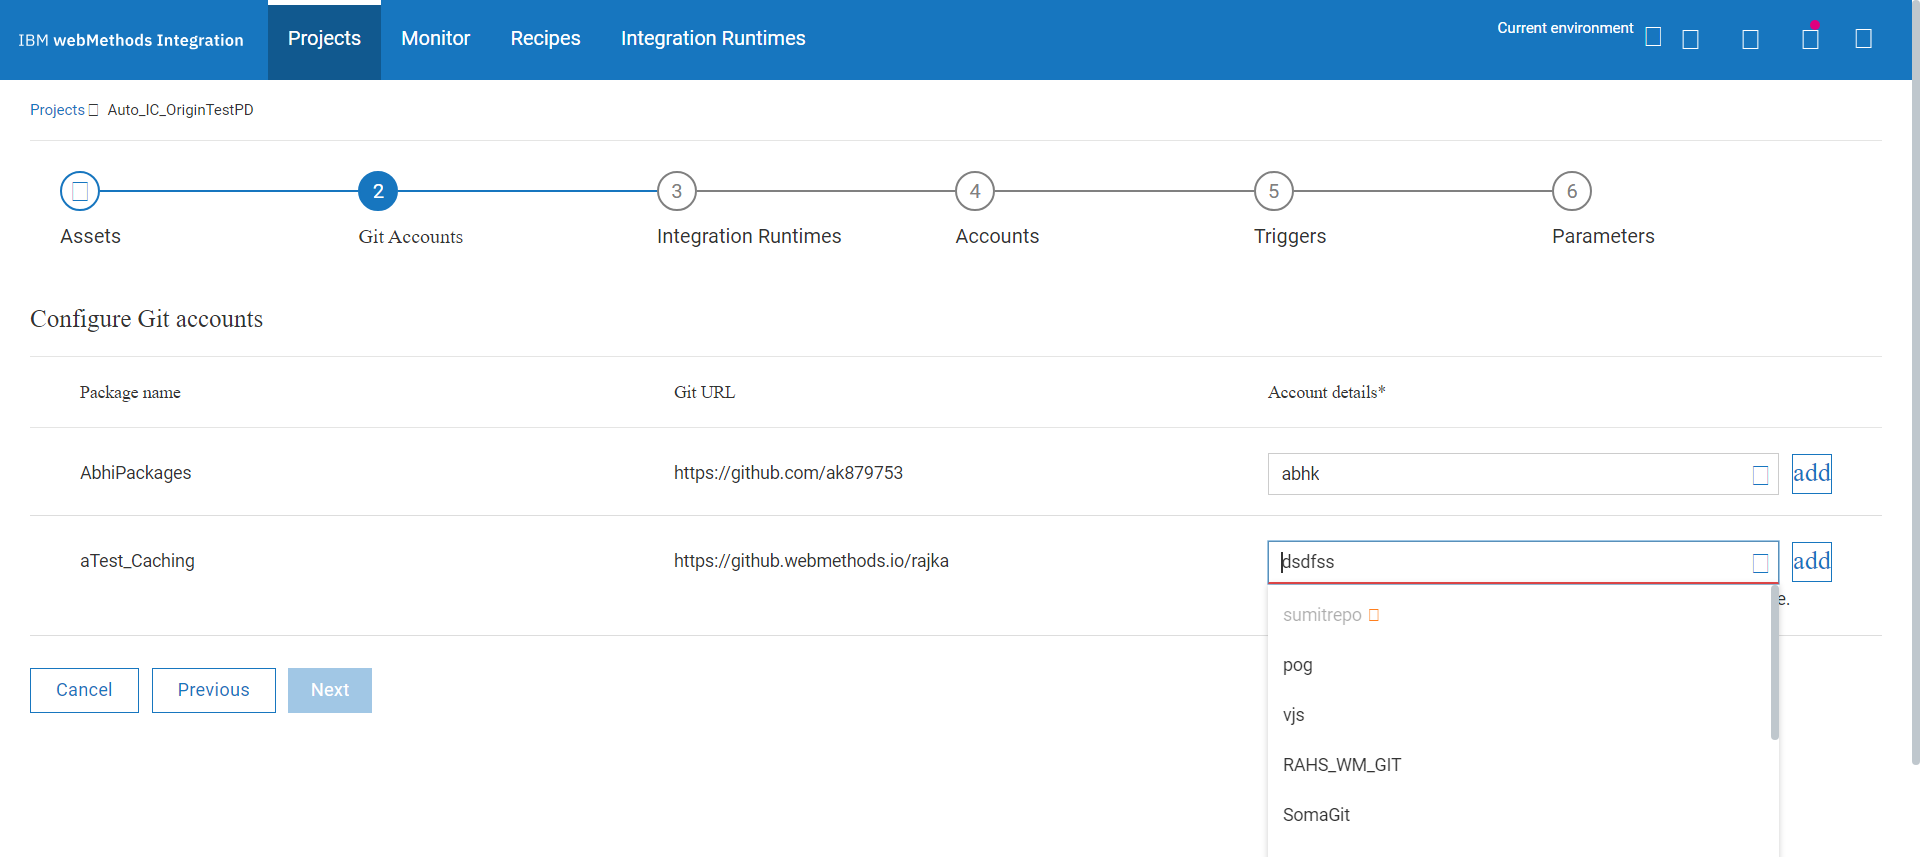 IBM webMethods Integration
Projects
Monitor
Recipes
Integration Runtimes
Current environment
Projects
Auto_IC_OriginTestPD
2
3
4
5
6
Assets
Git Accounts
Integration Runtimes
Accounts
Triggers
Parameters
Configure Git accounts
Package name
Git URL
Account details*
AbhiPackages
https://github.com/ak879753
abhk
add
aTest_Caching
https://github.webmethods.io/rajka
dsdfss
add
e.
sumitrepo
pog
vjs
RAHS_WM_GIT
SomaGit
Cancel
Previous
Next